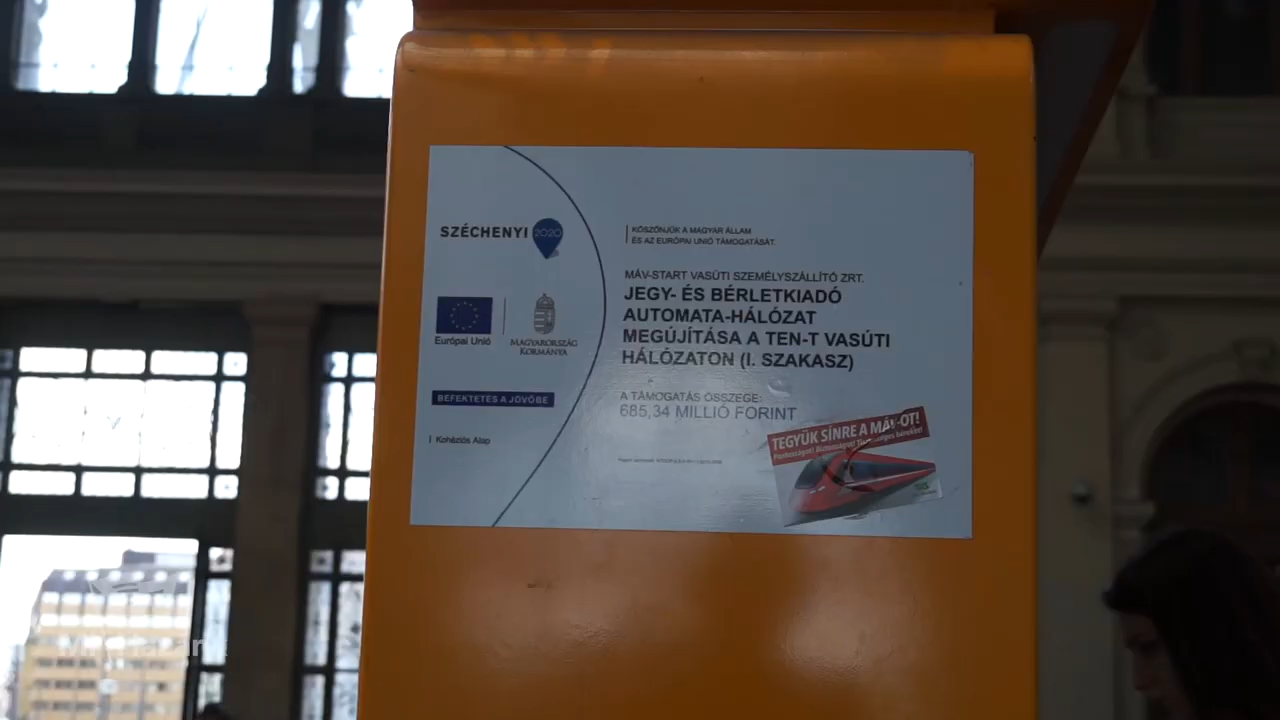 SZÉCHENYI 2020
Európai Unió
MAGYARORSZÁG
KORMÁNYA
BEFEKTETÉS A JÖVŐBE
Kohéziós Alap
KÖSZÖNJÜK A MAGYAR ÁLLAM
ÉS AZ EURÓPAI UNIÓ TÁMOGATÁSÁT.
MÁV-START VASÚTI SZEMÉLYSZÁLLÍTÓ ZRT.
JEGY- ÉS BÉRLETKIADÓ
AUTOMATA-HÁLÓZAT
MEGÚJÍTÁSA A TEN-T VASÚTI
HÁLÓZATON (I. SZAKASZ)
A TÁMOGATÁS ÖSSZEGE:
685,34 MILLIÓ FORINT
TEGYÜK SÍNRE A MÁV-OT!